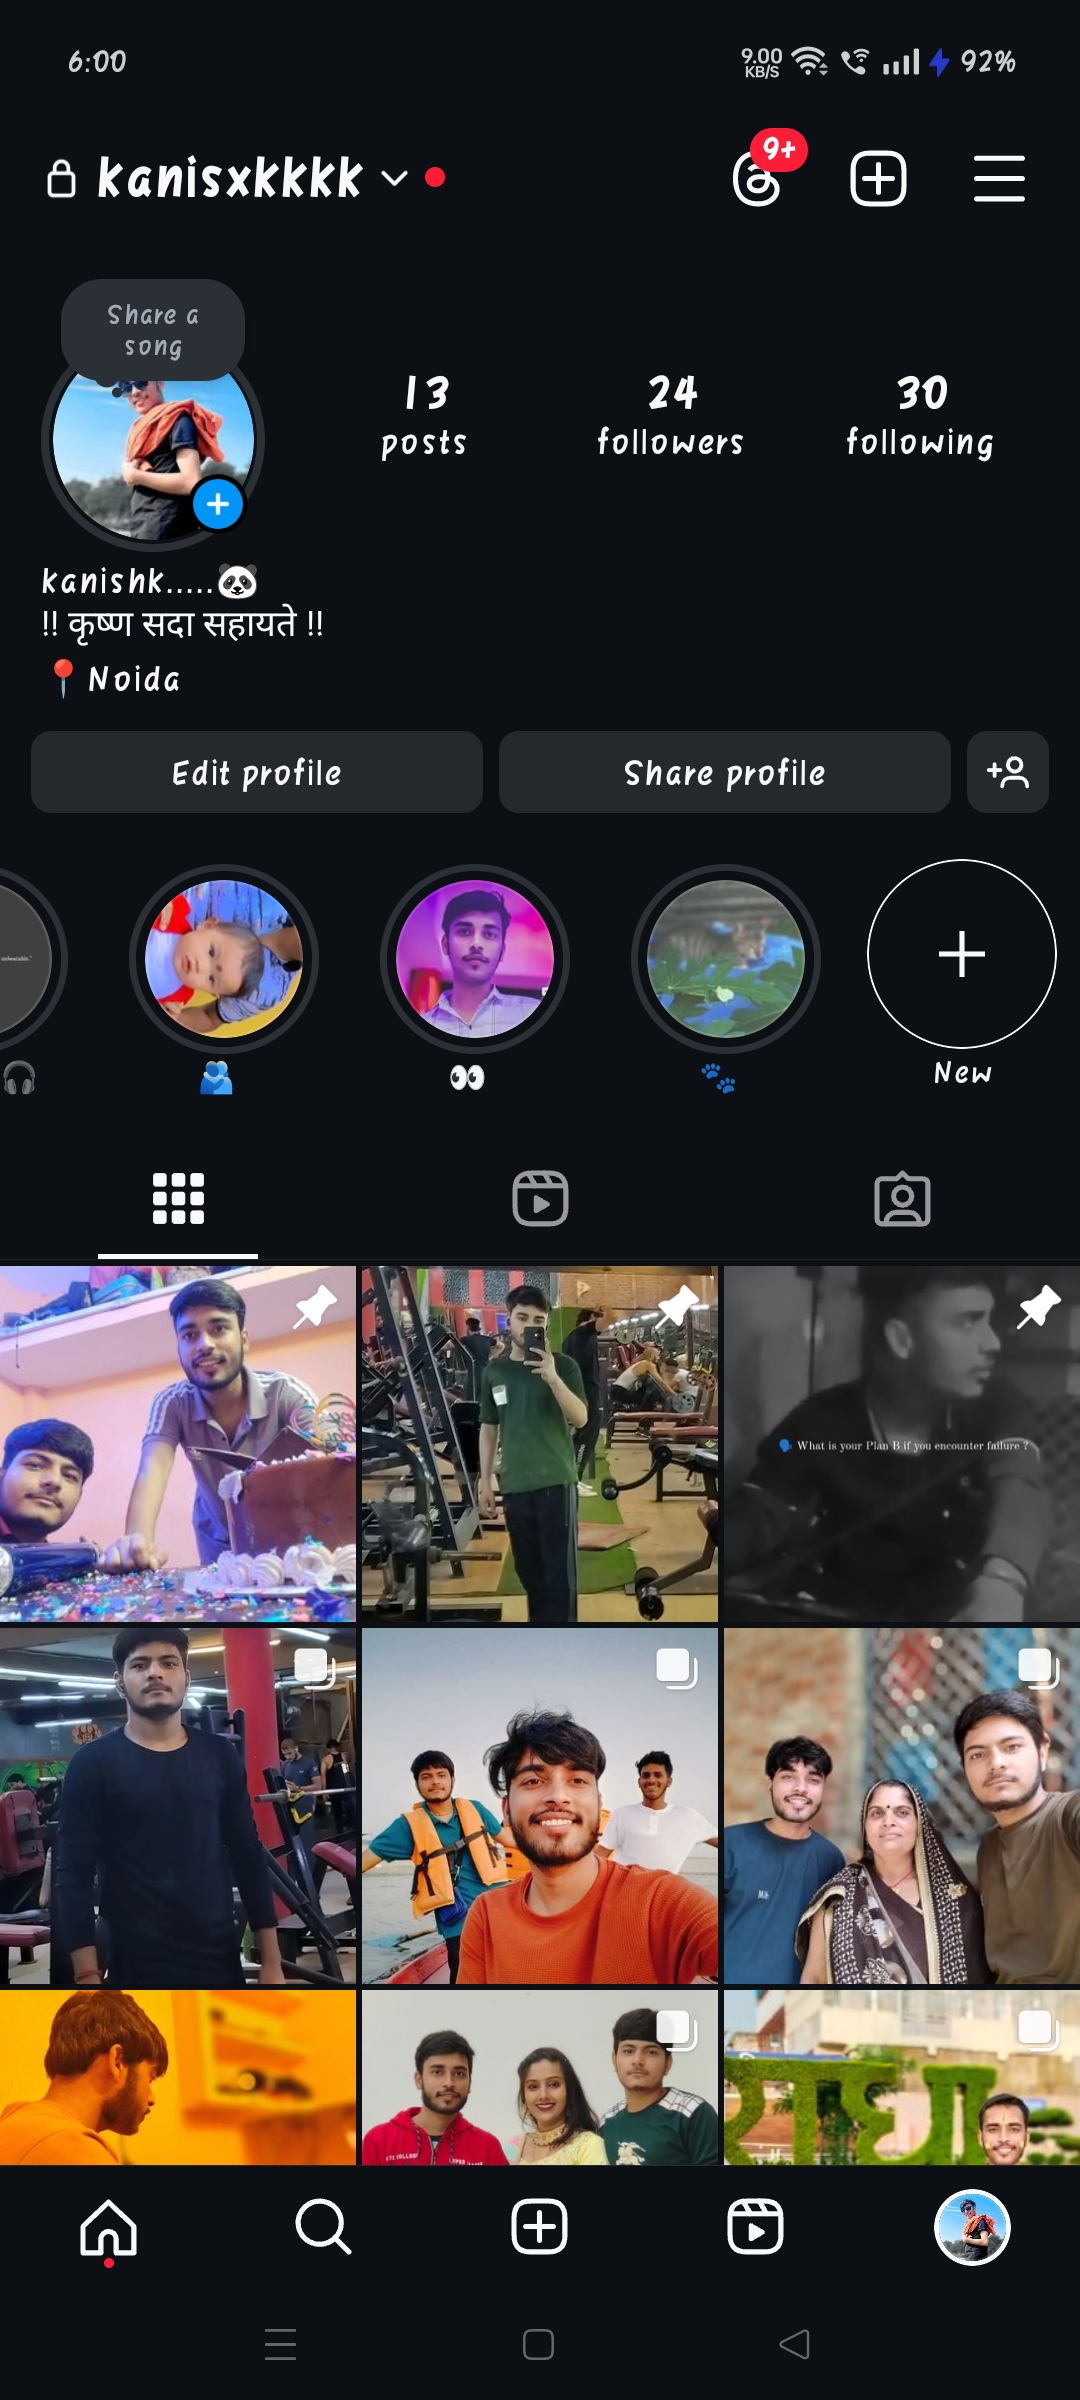 6:00
9.00
KB/S
92%
kanisxkkkk
9+
Share a
song
13
posts
24
followers
30
following
kanishk.....🐼
!! कृष्ण सदा सहायते !!
📍Noida
Edit profile
Share profile
🎧
🫂
👀
🐾
New
🗣️ What is your Plan B if you encounter failure ?
राधा